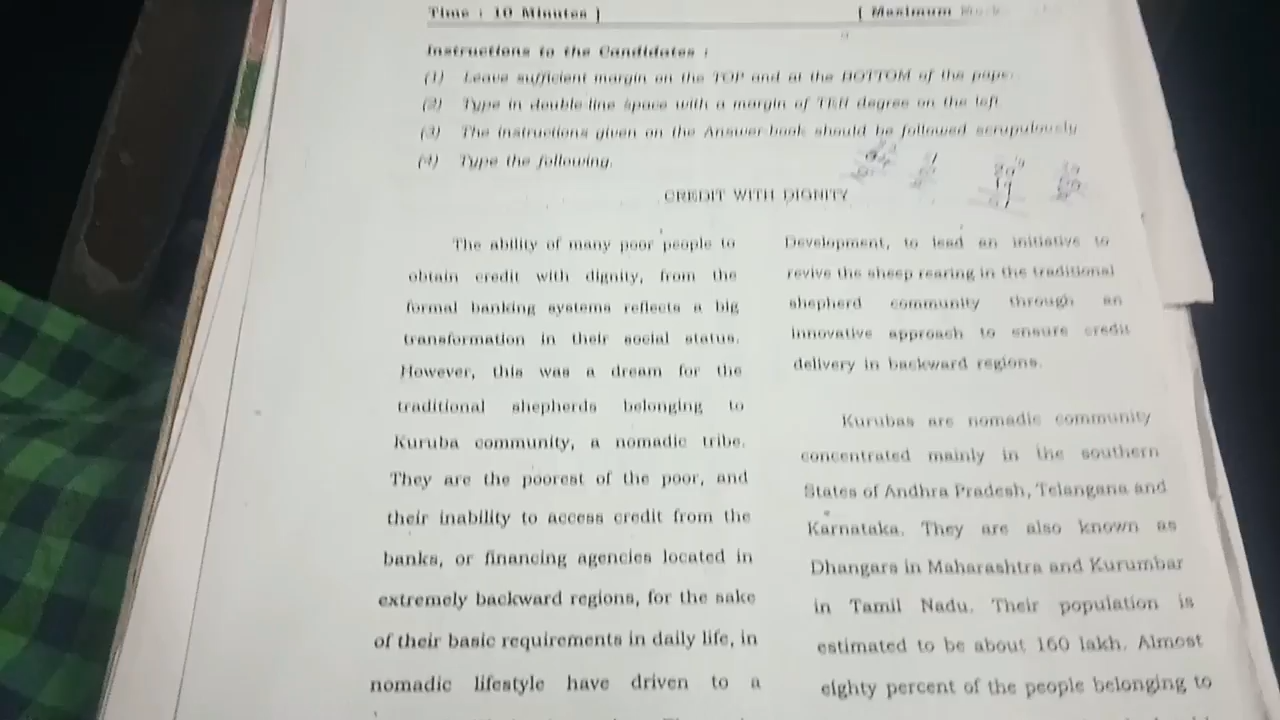 Time : 10 Minutes ]
[ Maximum
Instructions to the Candidates :
(1) Leave sufficient margin on the TOP and at the BOTTOM of the paper.
(2) Type in double line space with a margin of TEN degree on the left.
(3) The instructions given on the Answer-book should be followed scrupulously
(4) Type the following.
CREDIT WITH DIGNITY
The ability of many poor people to
obtain credit with dignity, from the
formal banking systems reflects a big
transformation in their social status.
However, this was a dream for the
traditional shepherds belonging to
Kuruba community, a nomadic tribe.
They are the poorest of the poor, and
their inability to access credit from the
banks, or financing agencies located in
extremely backward regions, for the sake
of their basic requirements in daily life, in
nomadic lifestyle have driven to a
Development, to lead an initiative to
revive the sheep rearing in the traditional
shepherd community through an
innovative approach to ensure credit
delivery in backward regions.
Kurubas are nomadic community
concentrated mainly in the southern
States of Andhra Pradesh, Telangana and
Karnataka. They are also known as
Dhangars in Maharashtra and Kurumbar
in Tamil Nadu. Their population is
estimated to be about 160 lakh. Almost
eighty percent of the people belonging to